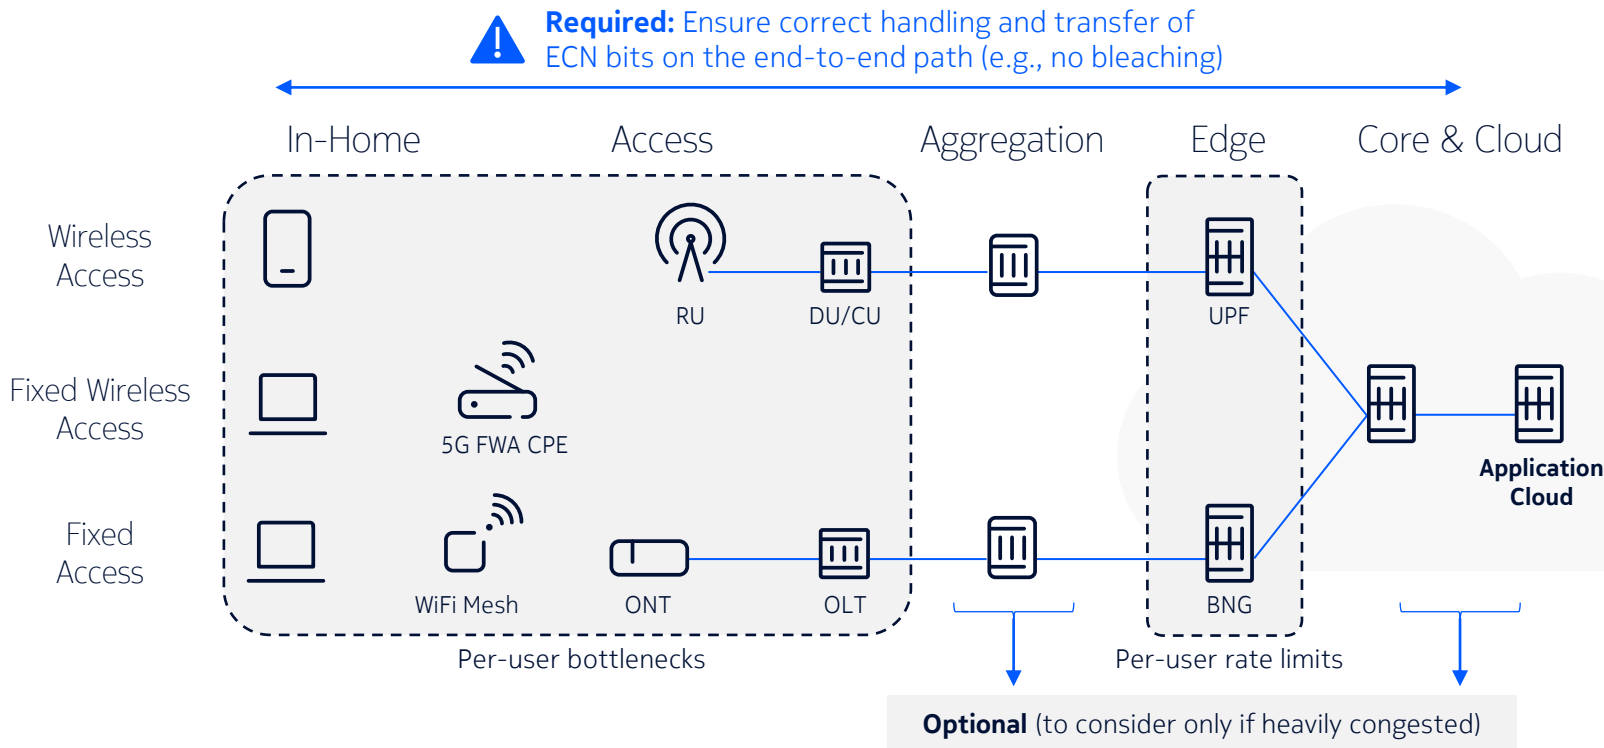 Required: Ensure correct handling and transfer of
ECN bits on the end-to-end path (e.g., no bleaching)
In-Home
Access
Aggregation
Edge
Core & Cloud
Wireless
Access
RU
DU/CU
UPF
Fixed Wireless
Access
5G FWA CPE
Application
Cloud
Fixed
Access
WiFi Mesh
ONT
OLT
BNG
Per-user bottlenecks
Per-user rate limits
Optional (to consider only if heavily congested)